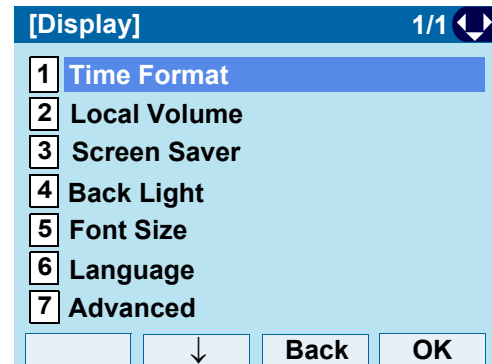 [Display] 1/1
1 Time Format
2 Local Volume
3 Screen Saver
4 Back Light
5 Font Size
6 Language
7 Advanced
↓ Back OK